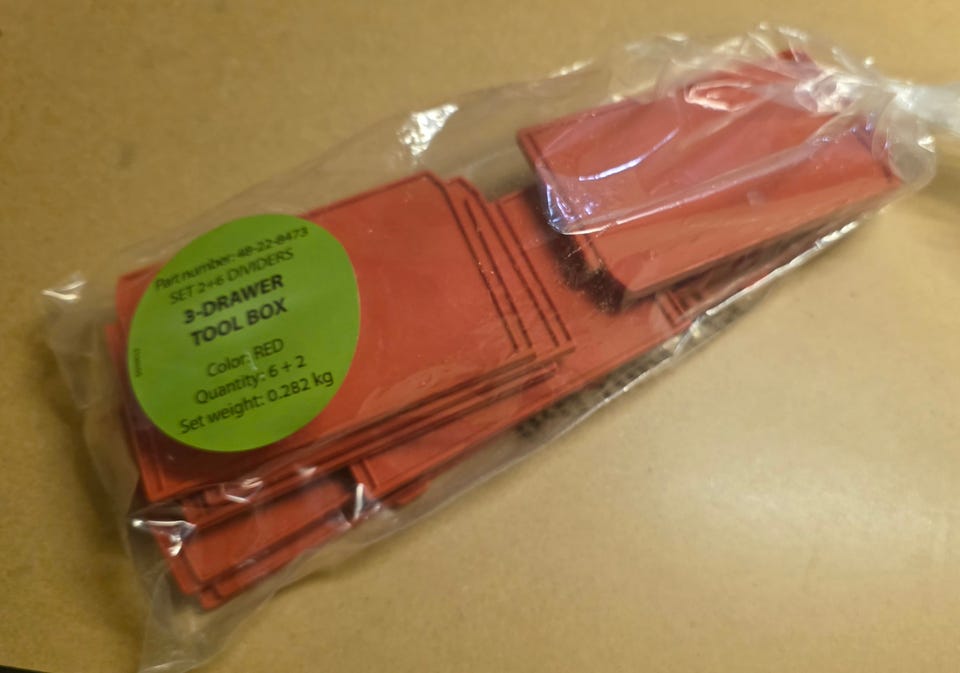 Part number: 48-22-8473
SET 2+6 DIVIDERS
3-DRAWER
TOOL BOX
Color: RED
Quantity: 6 + 2
Set weight: 0.282 kg